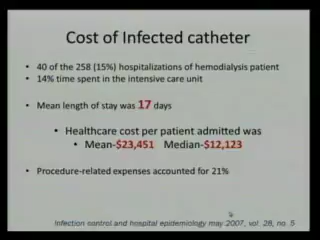 Cost of Infected catheter
• 40 of the 258 (15%) hospitalizations of hemodialysis patient
• 14% time spent in the intensive care unit
• Mean length of stay was 17 days
• Healthcare cost per patient admitted was
• Mean-$23,451 Median-$12,123
• Procedure-related expenses accounted for 21%
Infection control and hospital epidemiology may 2007, vol. 28, no. 5